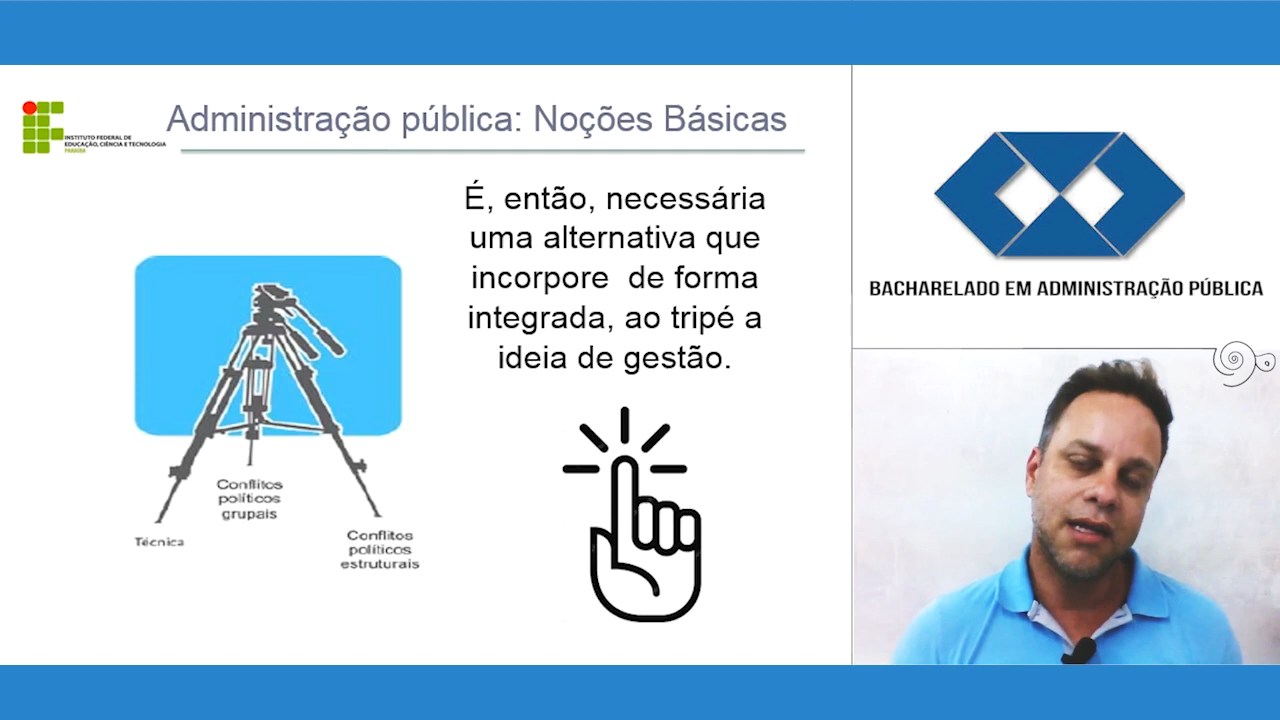 INSTITUTO FEDERAL DE
EDUCAÇÃO, CIÊNCIA E TECNOLOGIA
PARAÍBA
Administração pública: Noções Básicas
É, então, necessária
uma alternativa que
incorpore de forma
integrada, ao tripé a
ideia de gestão.
Conflitos
políticos
grupais
Técnica
Conflitos
políticos
estruturais
BACHARELADO EM ADMINISTRAÇÃO PÚBLICA